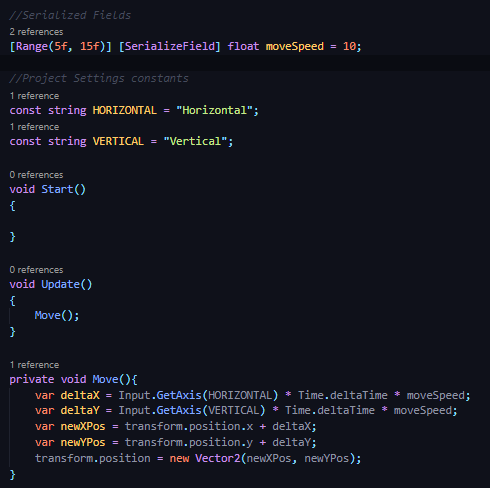 //Serialized Fields
2 references
[Range(5f, 15f)] [SerializeField] float moveSpeed = 10;
//Project Settings constants
1 reference
const string HORIZONTAL = "Horizontal";
1 reference
const string VERTICAL = "Vertical";
0 references
void Start()
{
}
0 references
void Update()
{
Move();
}
1 reference
private void Move(){
var deltaX = Input.GetAxis(HORIZONTAL) * Time.deltaTime * moveSpeed;
var deltaY = Input.GetAxis(VERTICAL) * Time.deltaTime * moveSpeed;
var newXPos = transform.position.x + deltaX;
var newYPos = transform.position.y + deltaY;
transform.position = new Vector2(newXPos, newYPos);
}